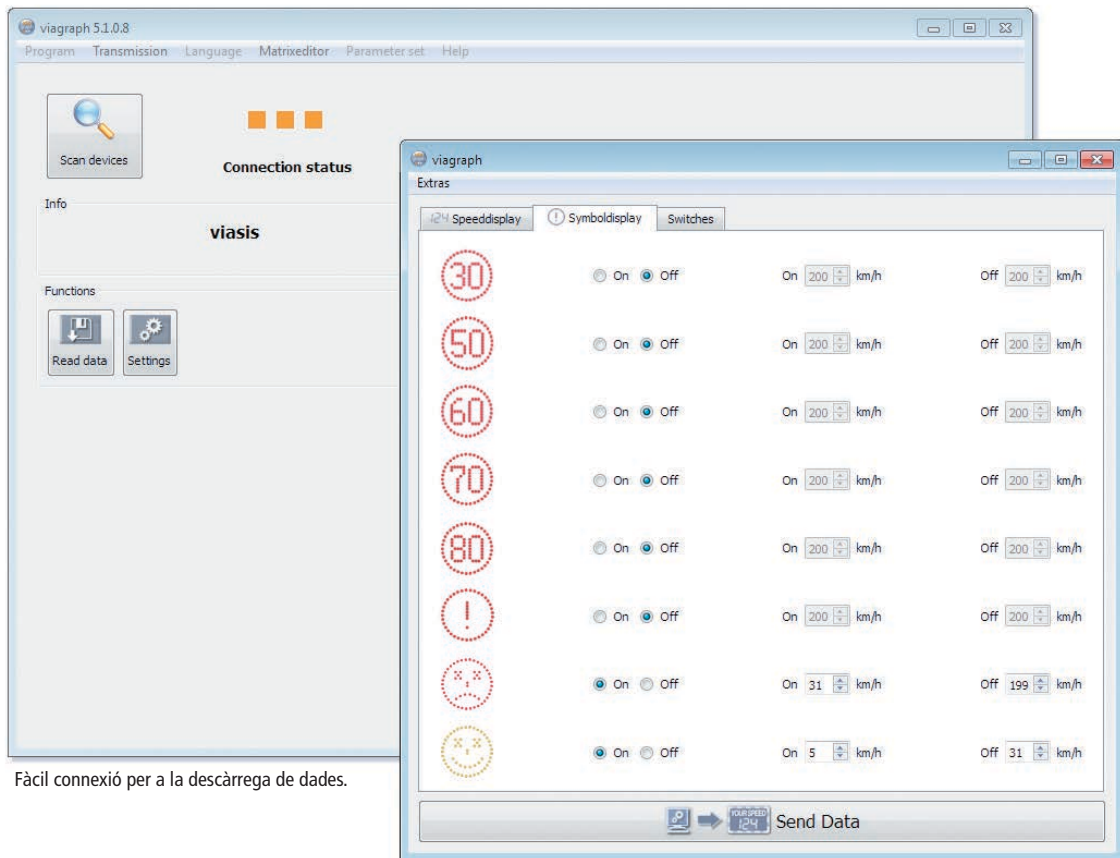 viagraph 5.1.0.8
Program Transmission Language Matrixeditor Parameter set Help
Scan devices
Connection status
Info
viasis
Functions
Read data Settings
Fàcil connexió per a la descàrrega de dades.
viagraph
Extras
124 Speeddisplay ! Symboldisplay Switches
30 On Off On 200 km/h Off 200 km/h
50 On Off On 200 km/h Off 200 km/h
60 On Off On 200 km/h Off 200 km/h
70 On Off On 200 km/h Off 200 km/h
80 On Off On 200 km/h Off 200 km/h
! On Off On 200 km/h Off 200 km/h
On Off On 31 km/h Off 199 km/h
On Off On 5 km/h Off 31 km/h
YOUR SPEED
124 Send Data